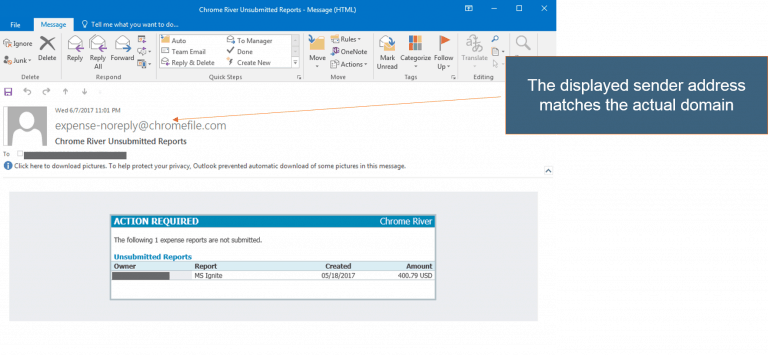 Chrome River Unsubmitted Reports - Message (HTML)
File Message Tell me what you want to do...
Ignore
Junk
Delete
Reply
Reply All
Forward
Auto
Team Email
Reply & Delete
To Manager
Done
Create New
Move
Rules
OneNote
Actions
Mark Unread
Categorize
Follow Up
Translate
Delete Respond Quick Steps Move Tags Editing
The displayed sender address
matches the actual domain
Wed 6/7/2017 11:01 PM
expense-noreply@chromefile.com
Chrome River Unsubmitted Reports
To
Click here to download pictures. To help protect your privacy, Outlook prevented automatic download of some pictures in this message.
ACTION REQUIRED Chrome River
The following 1 expense reports are not submitted.
Unsubmitted Reports
Owner Report Created Amount
MS Ignite 05/18/2017 400.79 USD